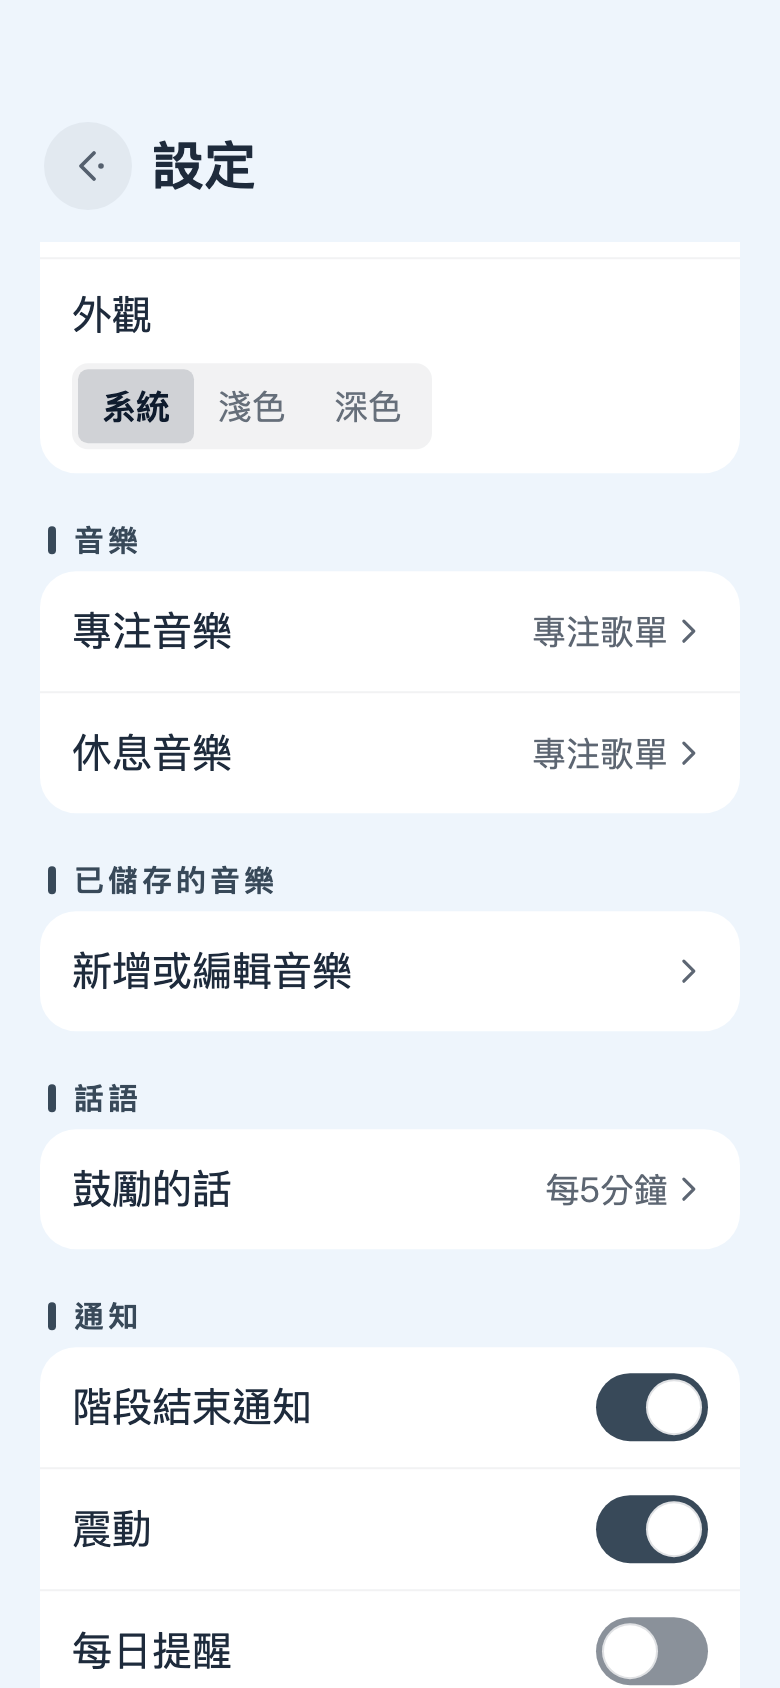 設定
外觀
系統 淺色 深色
音樂
專注音樂 專注歌單
休息音樂 專注歌單
已儲存的音樂
新增或編輯音樂
話語
鼓勵的話 每5分鐘
通知
階段結束通知
震動
每日提醒